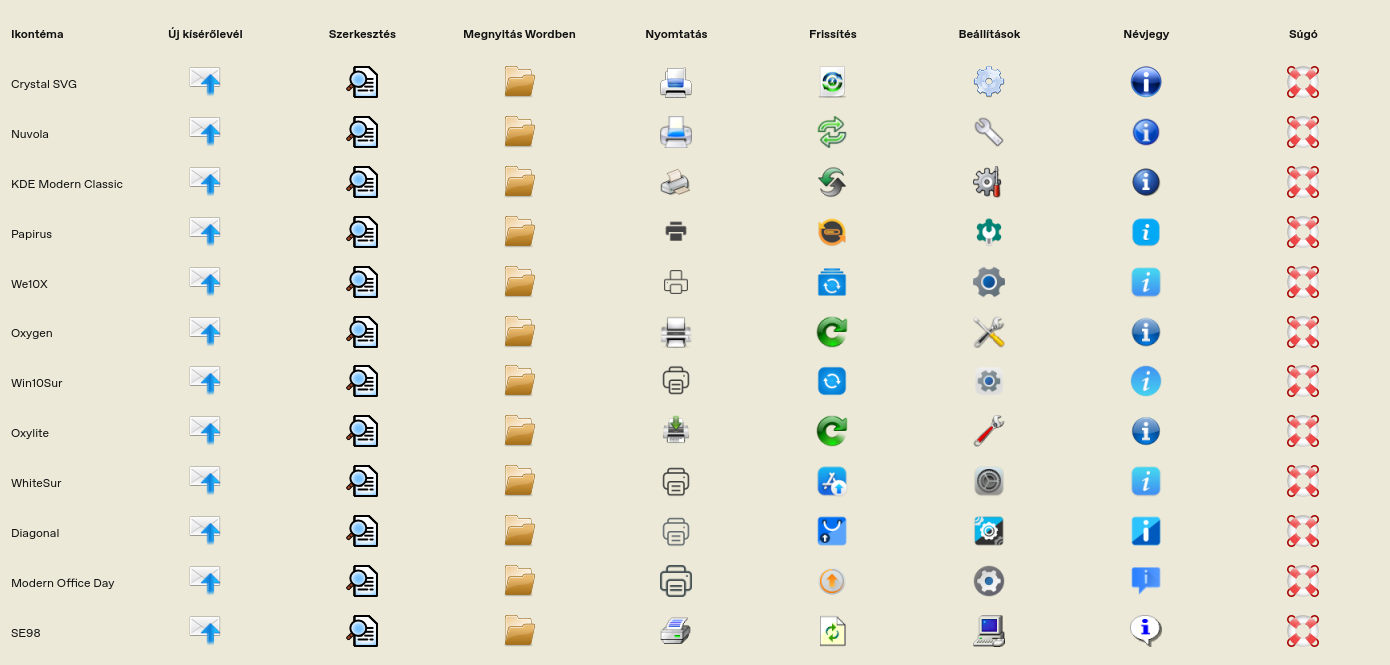 Ikontéma Új kísérőlevél Szerkesztés Megnyitás Wordben Nyomtatás Frissítés Beállítások Névjegy Súgó
Crystal SVG
Nuvola
KDE Modern Classic
Papirus
We10X
Oxygen
Win10Sur
Oxylite
WhiteSur
Diagonal
Modern Office Day
SE98